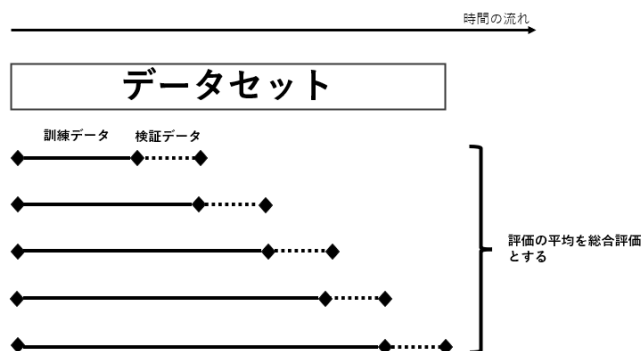 時間の流れ
データセット
訓練データ
検証データ
評価の平均を総合評価
とする